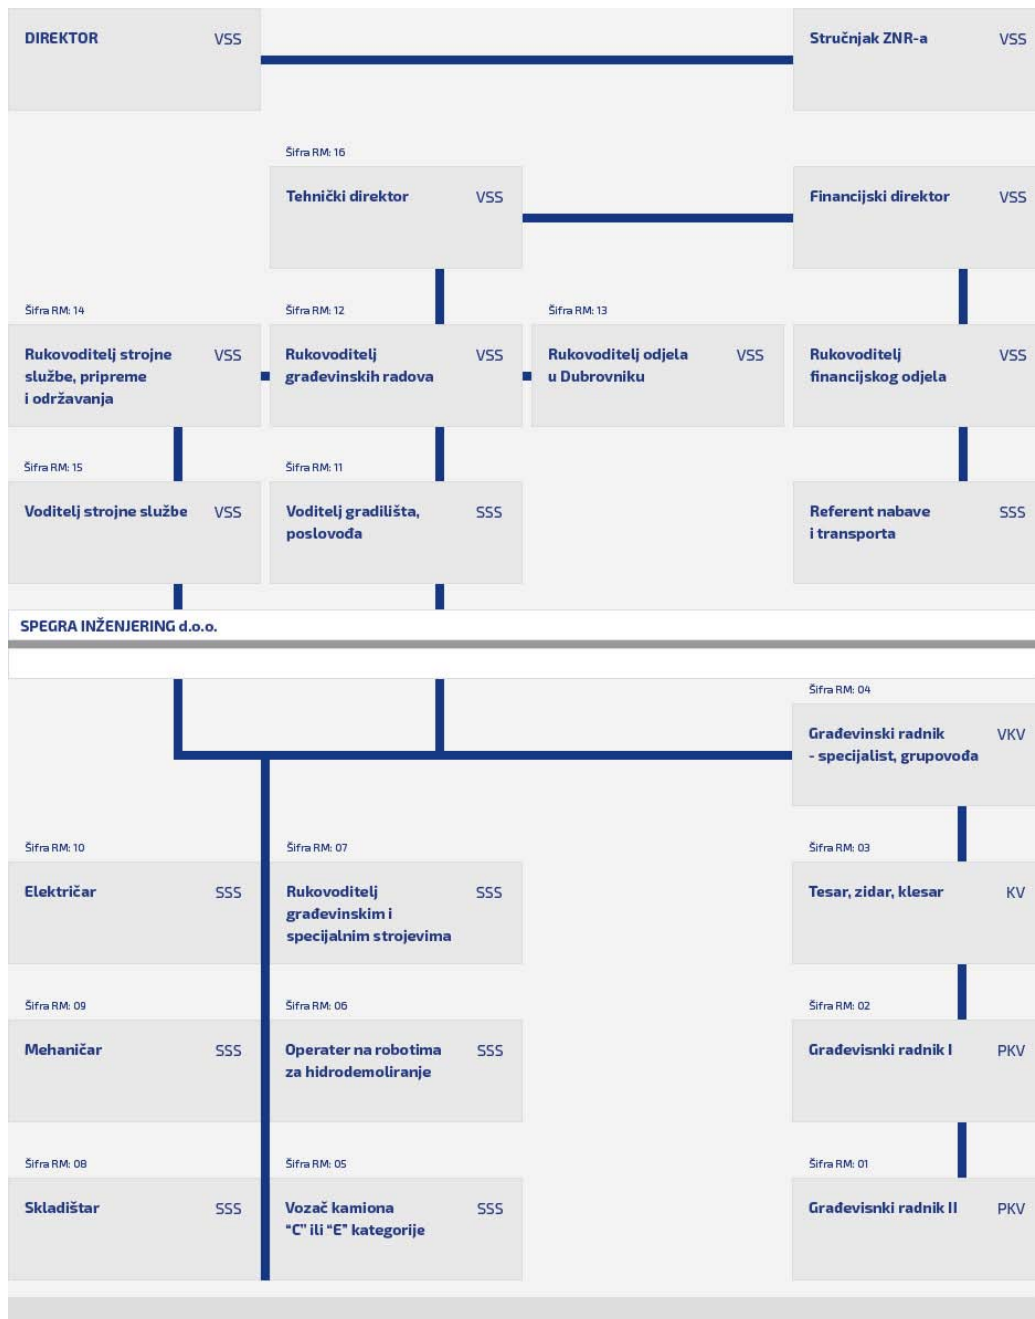 DIREKTOR VSS
Stručnjak ZNR-a VSS
Šifra RM: 16
Tehnički direktor VSS
Financijski direktor VSS
Šifra RM: 14
Rukovoditelj strojne VSS
službe, pripreme
i održavanja
Šifra RM: 12
Rukovoditelj VSS
građevinskih radova
Šifra RM: 13
Rukovoditelj odjela VSS
u Dubrovniku
Rukovoditelj VSS
financijskog odjela
Šifra RM: 15
Voditelj strojne službe VSS
Šifra RM: 11
Voditelj gradilišta, SSS
poslovođa
Referent nabave SSS
i transporta
SPEGRA INŽENJERING d.o.o.
Šifra RM: 04
Građevinski radnik VKV
- specijalist, grupovođa
Šifra RM: 10
Električar SSS
Šifra RM: 07
Rukovoditelj SSS
građevinskim i
specijalnim strojevima
Šifra RM: 03
Tesar, zidar, klesar KV
Šifra RM: 09
Mehaničar SSS
Šifra RM: 06
Operater na robotima SSS
za hidrodemoliranje
Šifra RM: 02
Građevisnki radnik I PKV
Šifra RM: 08
Skladištar SSS
Šifra RM: 05
Vozač kamiona SSS
“C” ili “E” kategorije
Šifra RM: 01
Građevisnki radnik II PKV